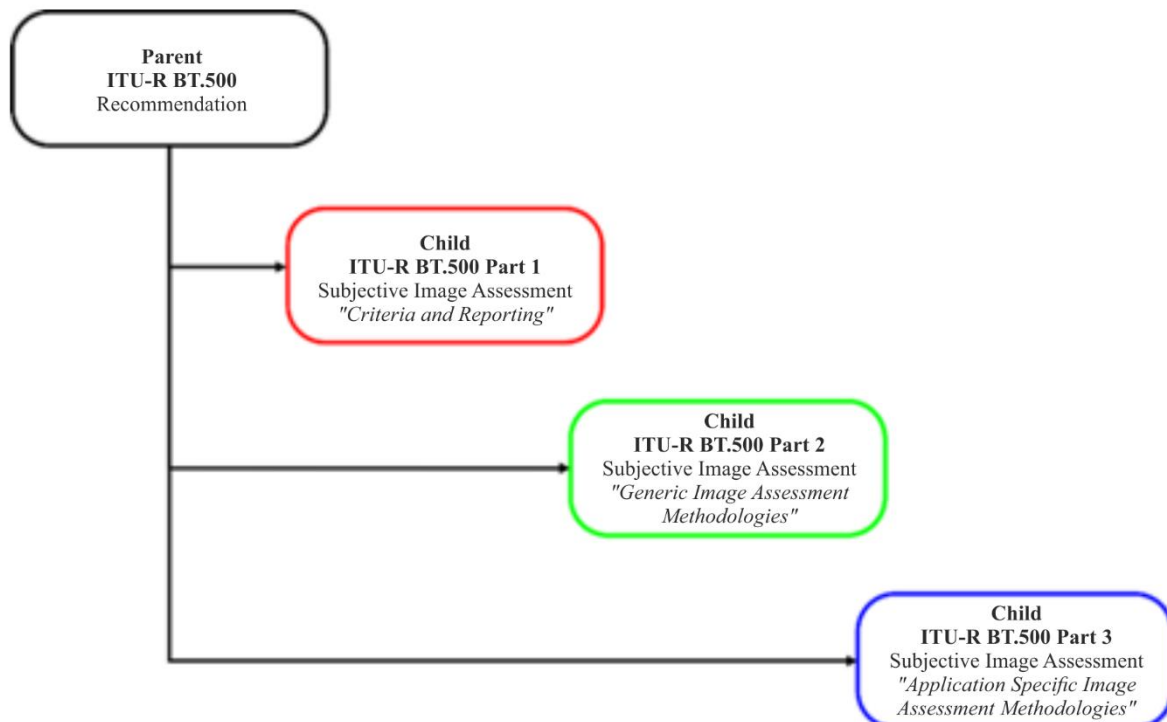 Parent
ITU-R BT.500
Recommendation
Child
ITU-R BT.500 Part 1
Subjective Image Assessment
"Criteria and Reporting"
Child
ITU-R BT.500 Part 2
Subjective Image Assessment
"Generic Image Assessment
Methodologies"
Child
ITU-R BT.500 Part 3
Subjective Image Assessment
"Application Specific Image
Assessment Methodologies"